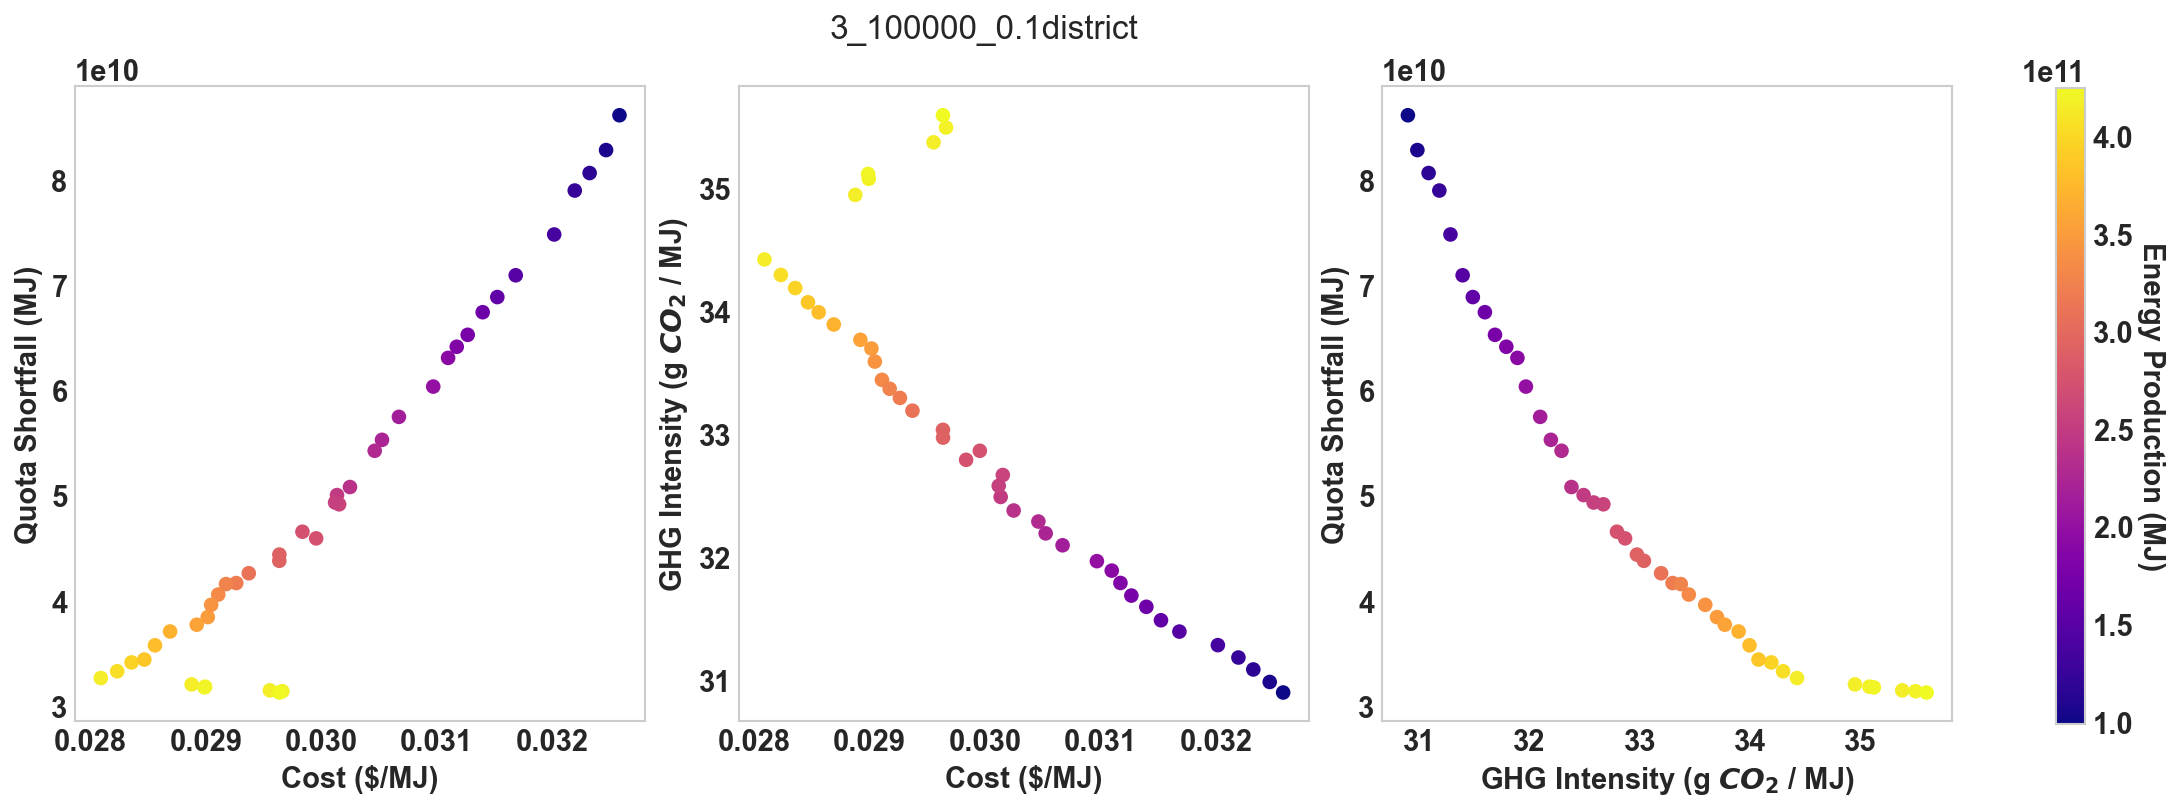 3_100000_0.1district
1e10
8
7
6
5
4
3
Quota Shortfall (MJ)
0.028 0.029 0.030 0.031 0.032
Cost ($/MJ)
35
34
33
32
31
GHG Intensity (g CO₂ / MJ)
0.028 0.029 0.030 0.031 0.032
Cost ($/MJ)
1e10
8
7
6
5
4
3
Quota Shortfall (MJ)
31 32 33 34 35
GHG Intensity (g CO₂ / MJ)
1e11
4.0
3.5
3.0
2.5
2.0
1.5
1.0
Energy Production (MJ)